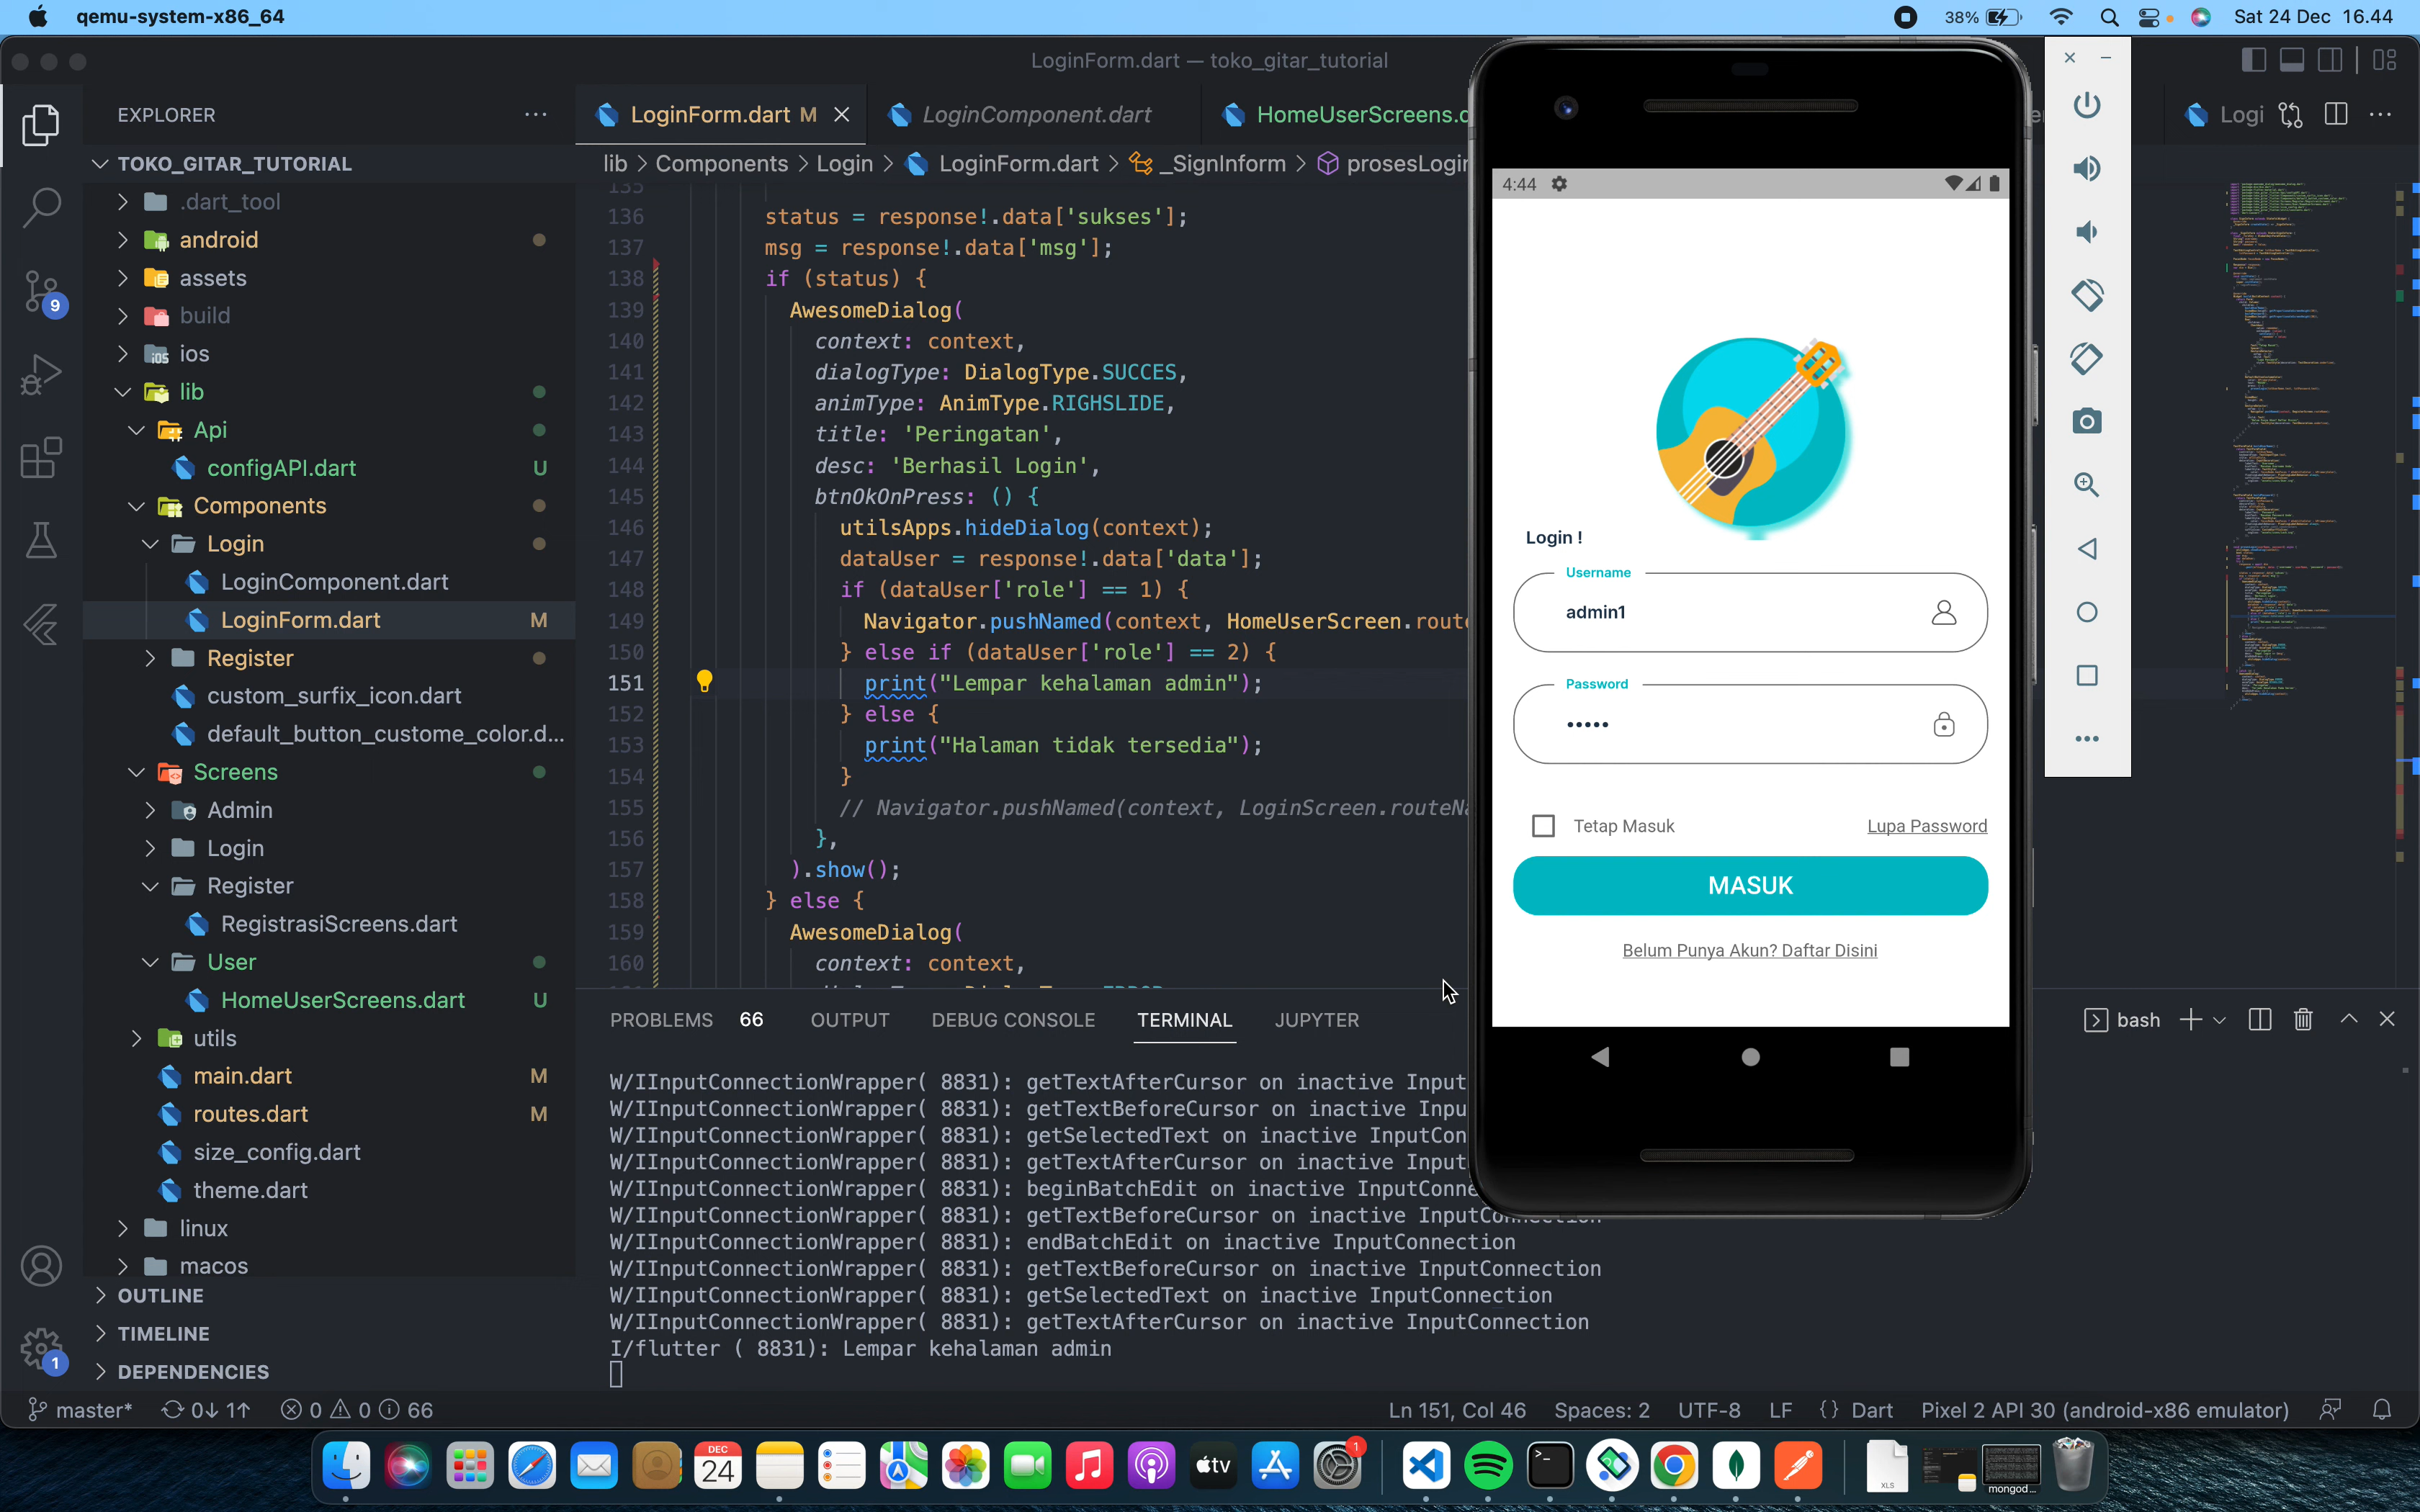 qemu-system-x86_64
38%
Sat 24 Dec 16.44
LoginForm.dart — toko_gitar_tutorial
EXPLORER
LoginForm.dart M
LoginComponent.dart
HomeUserScreens.d
Logi
TOKO_GITAR_TUTORIAL
lib > Components > Login > LoginForm.dart > _SignInform > prosesLogin
.dart_tool
android
assets
build
ios
lib
Api
configAPI.dart U
Components
Login
LoginComponent.dart
LoginForm.dart M
Register
custom_surfix_icon.dart
default_button_custome_color.d...
Screens
Admin
Login
Register
RegistrasiScreens.dart
User
HomeUserScreens.dart U
utils
main.dart M
routes.dart M
size_config.dart
theme.dart
linux
macos
OUTLINE
TIMELINE
DEPENDENCIES
9
1
135
136 status = response!.data['sukses'];
137 msg = response!.data['msg'];
138 if (status) {
139 AwesomeDialog(
140 context: context,
141 dialogType: DialogType.SUCCES,
142 animType: AnimType.RIGHSLIDE,
143 title: 'Peringatan',
144 desc: 'Berhasil Login',
145 btnOkOnPress: () {
146 utilsApps.hideDialog(context);
147 dataUser = response!.data['data'];
148 if (dataUser['role'] == 1) {
149 Navigator.pushNamed(context, HomeUserScreen.route
150 } else if (dataUser['role'] == 2) {
151 print("Lempar kehalaman admin");
152 } else {
153 print("Halaman tidak tersedia");
154 }
155 // Navigator.pushNamed(context, LoginScreen.routeNa
156 },
157 ).show();
158 } else {
159 AwesomeDialog(
160 context: context,
PROBLEMS 66 OUTPUT DEBUG CONSOLE TERMINAL JUPYTER
bash
W/IInputConnectionWrapper( 8831): getTextAfterCursor on inactive Input
W/IInputConnectionWrapper( 8831): getTextBeforeCursor on inactive Inpu
W/IInputConnectionWrapper( 8831): getSelectedText on inactive InputCon
W/IInputConnectionWrapper( 8831): getTextAfterCursor on inactive Input
W/IInputConnectionWrapper( 8831): beginBatchEdit on inactive InputConne
W/IInputConnectionWrapper( 8831): getTextBeforeCursor on inactive InputConnection
W/IInputConnectionWrapper( 8831): endBatchEdit on inactive InputConnection
W/IInputConnectionWrapper( 8831): getTextBeforeCursor on inactive InputConnection
W/IInputConnectionWrapper( 8831): getSelectedText on inactive InputConnection
W/IInputConnectionWrapper( 8831): getTextAfterCursor on inactive InputConnection
I/flutter ( 8831): Lempar kehalaman admin
4:44
Login !
Username
admin1
Password
•••••
Tetap Masuk
Lupa Password
MASUK
Belum Punya Akun? Daftar Disini
master* 0↓ 1↑ 0 0 66
Ln 151, Col 46 Spaces: 2 UTF-8 LF {} Dart Pixel 2 API 30 (android-x86 emulator)
DEC
24
tv
1
XLS
mongod...